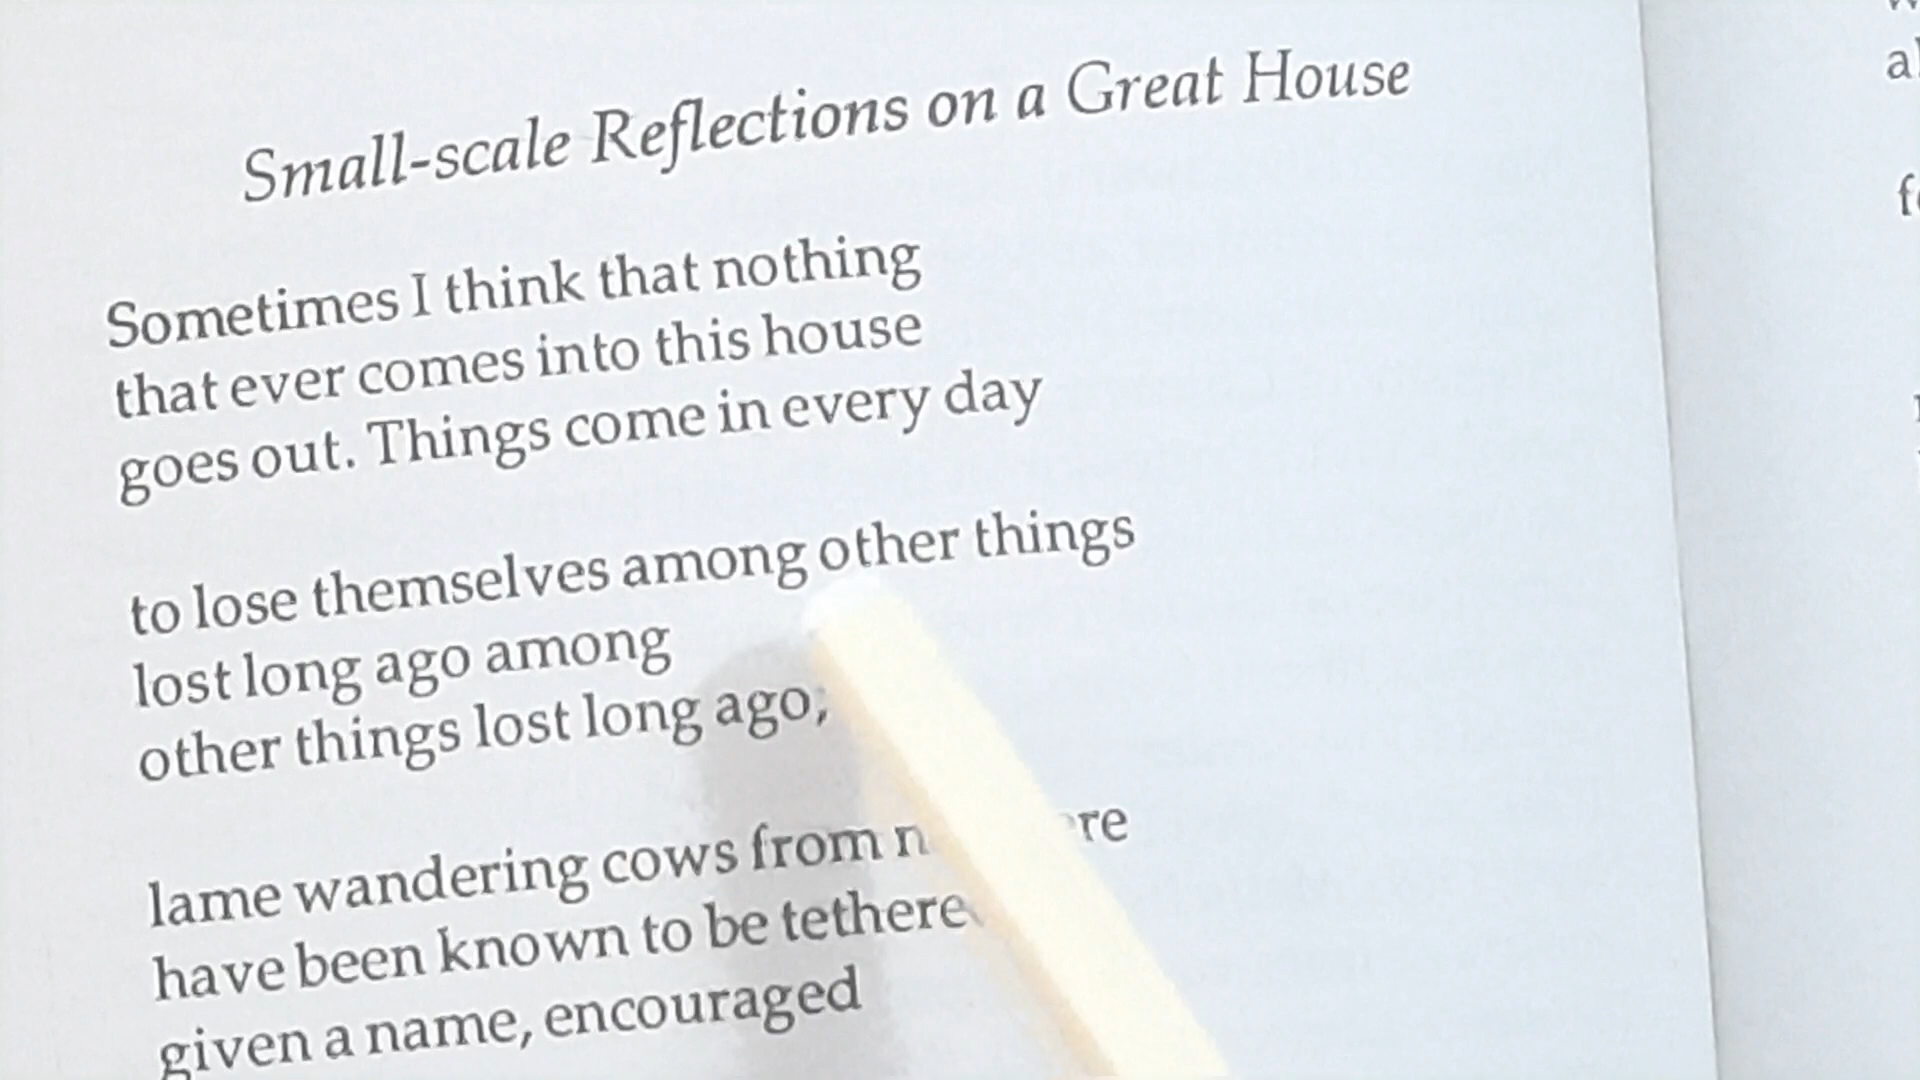 Small-scale Reflections on a Great House
Sometimes I think that nothing
that ever comes into this house
goes out. Things come in every day
to lose themselves among other things
lost long ago among
other things lost long ago;
lame wandering cows from
have been known to be
given a name, encouraged